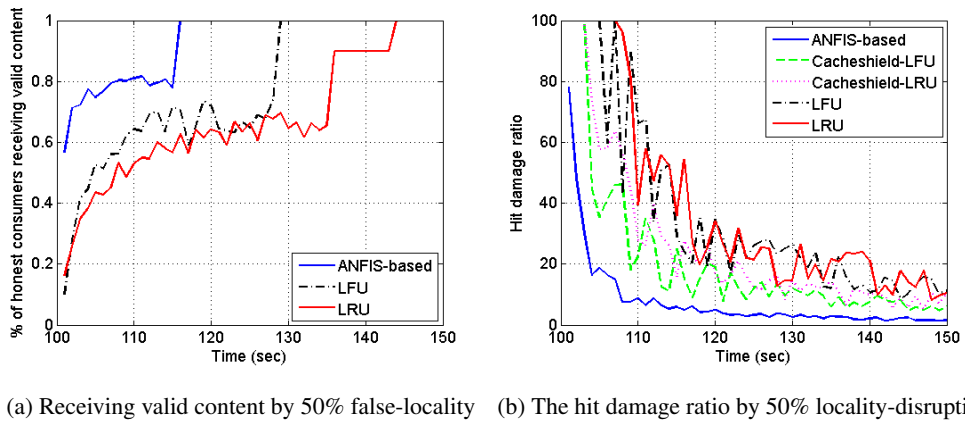 % of honest consumers receiving valid content
1
0.8
0.6
0.4
0.2
0
100 110 120 130 140 150
Time (sec)
ANFIS-based
LFU
LRU
Hit damage ratio
100
80
60
40
20
0
100 110 120 130 140 150
Time (sec)
ANFIS-based
Cacheshield-LFU
Cacheshield-LRU
LFU
LRU
(a) Receiving valid content by 50% false-locality
(b) The hit damage ratio by 50% locality-disrupti